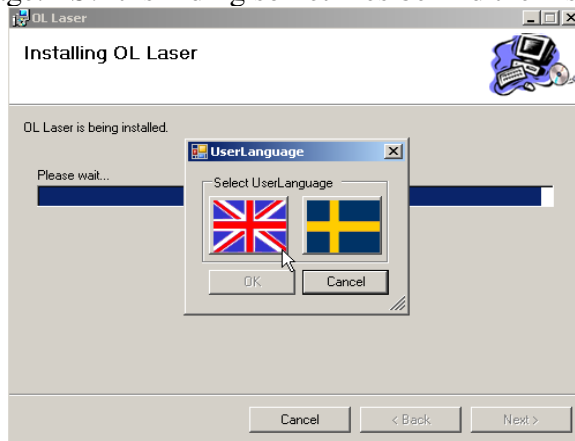 OL Laser
Installing OL Laser
OL Laser is being installed.
Please wait...
UserLanguage
Select UserLanguage
OK
Cancel
Cancel
< Back
Next >